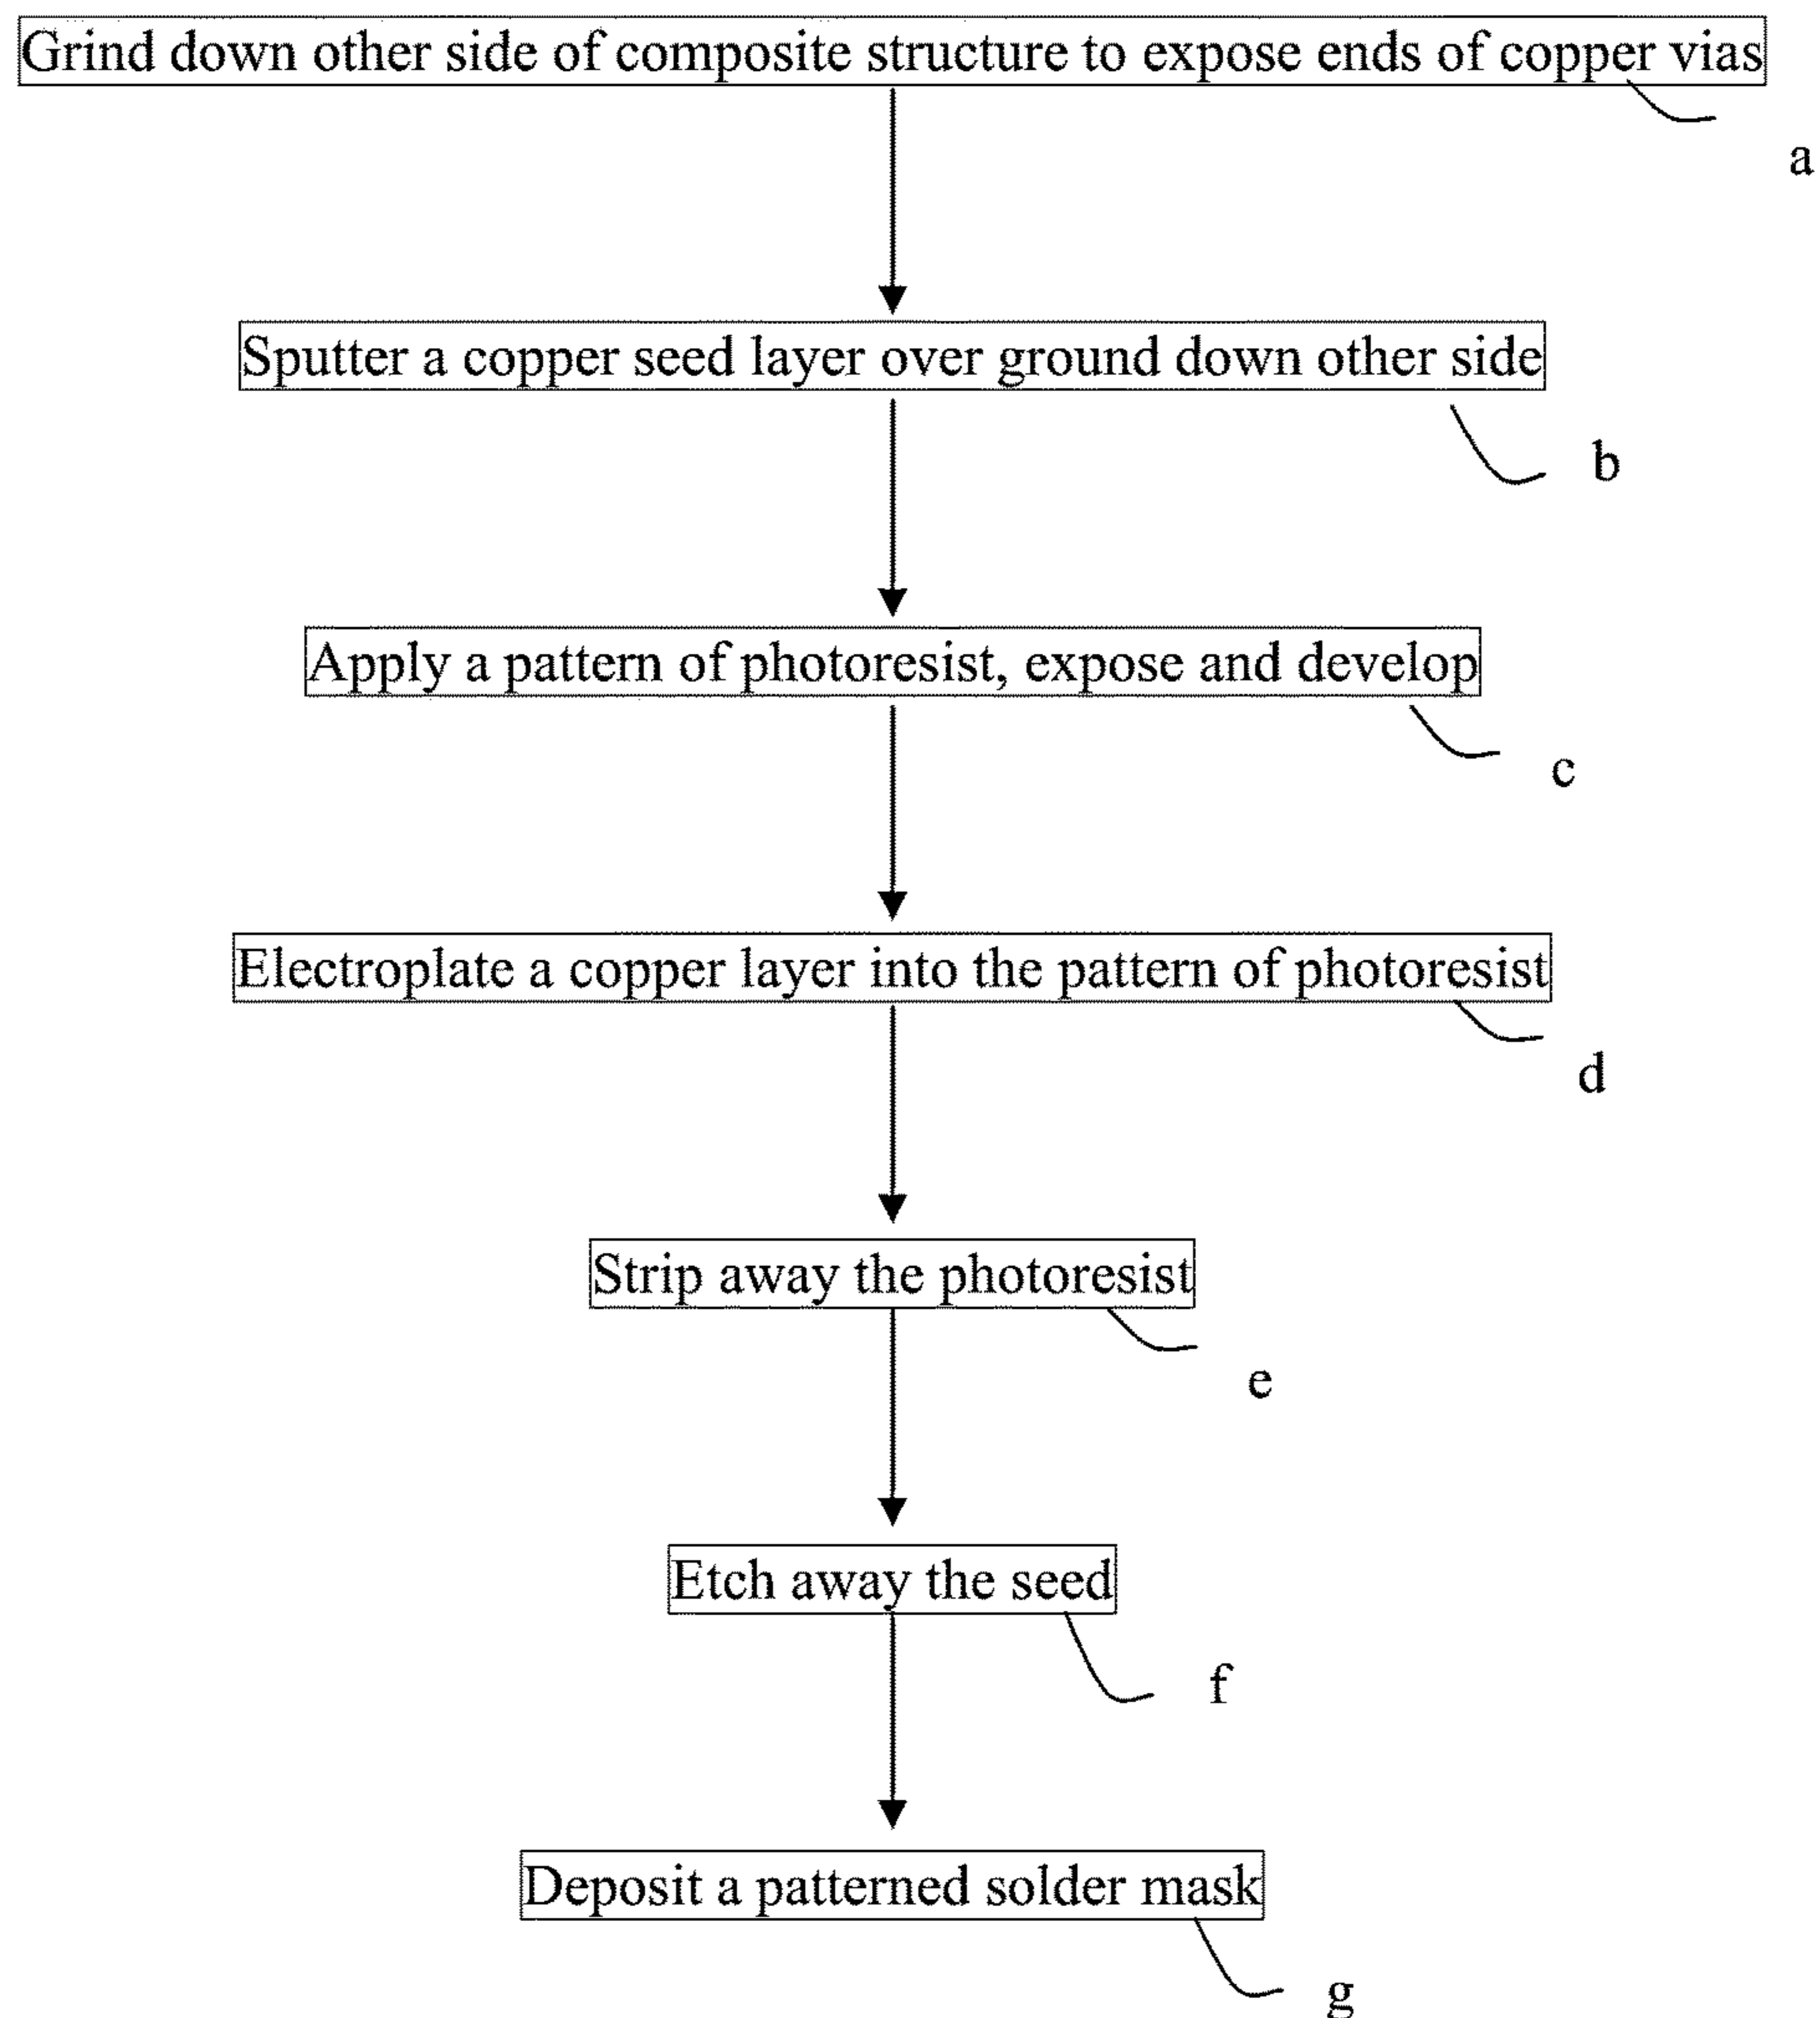 Grind down other side of composite structure to expose ends of copper vias
a
Sputter a copper seed layer over ground down other side
b
Apply a pattern of photoresist, expose and develop
c
Electroplate a copper layer into the pattern of photoresist
d
Strip away the photoresist
e
Etch away the seed
f
Deposit a patterned solder mask
g